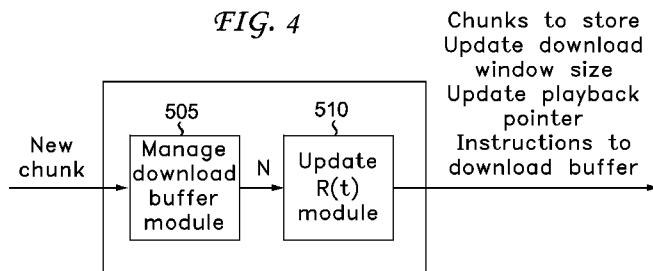 FIG. 4
Chunks to store
Update download
window size
Update playback
pointer
Instructions to
download buffer
505
510
New
chunk
Manage
download
buffer
module
N
Update
R(t)
module